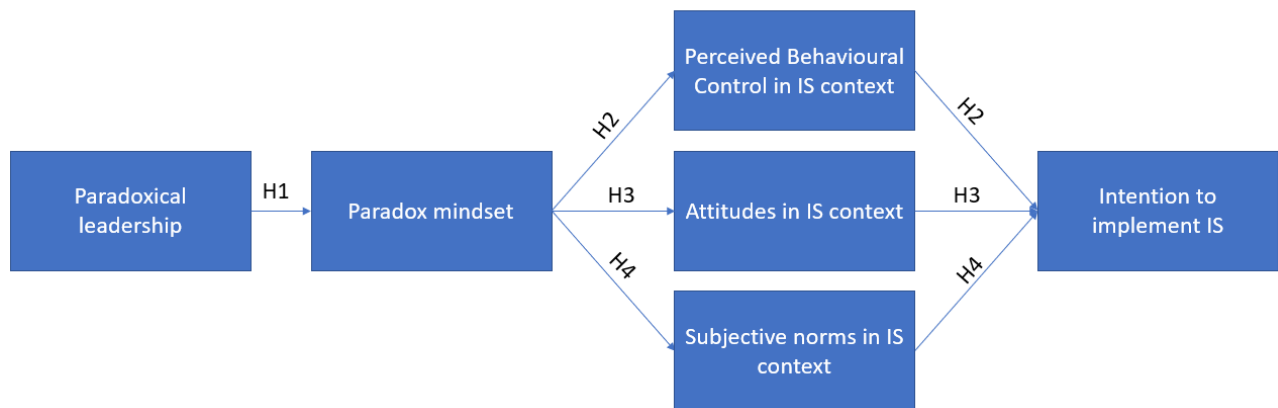 Perceived Behavioural
Control in IS context
H2
H2
Paradoxical
leadership
H1
Paradox mindset
H3
Attitudes in IS context
H3
Intention to
implement IS
H4
H4
Subjective norms in IS
context